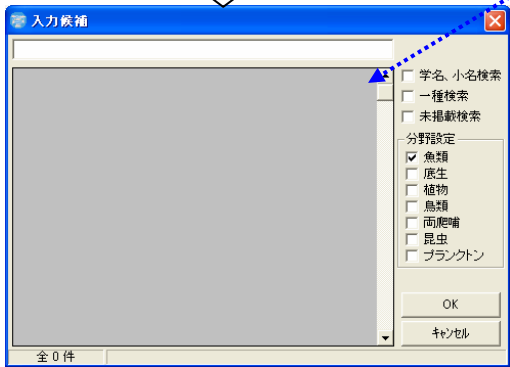 入力候補
学名、小名検索
一種検索
未掲載検索
分野設定
魚類
底生
植物
鳥類
両爬哺
昆虫
プランクトン
OK
キャンセル
全 0 件